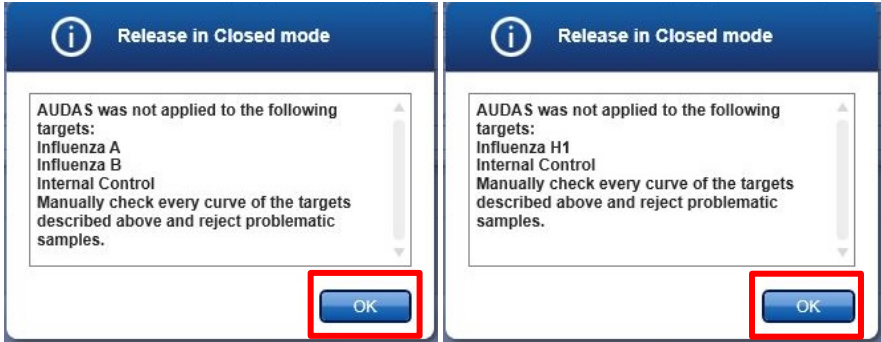 Release in Closed mode
AUDAS was not applied to the following
targets:
Influenza A
Influenza B
Internal Control
Manually check every curve of the targets
described above and reject problematic
samples.
OK
Release in Closed mode
AUDAS was not applied to the following
targets:
Influenza H1
Internal Control
Manually check every curve of the targets
described above and reject problematic
samples.
OK